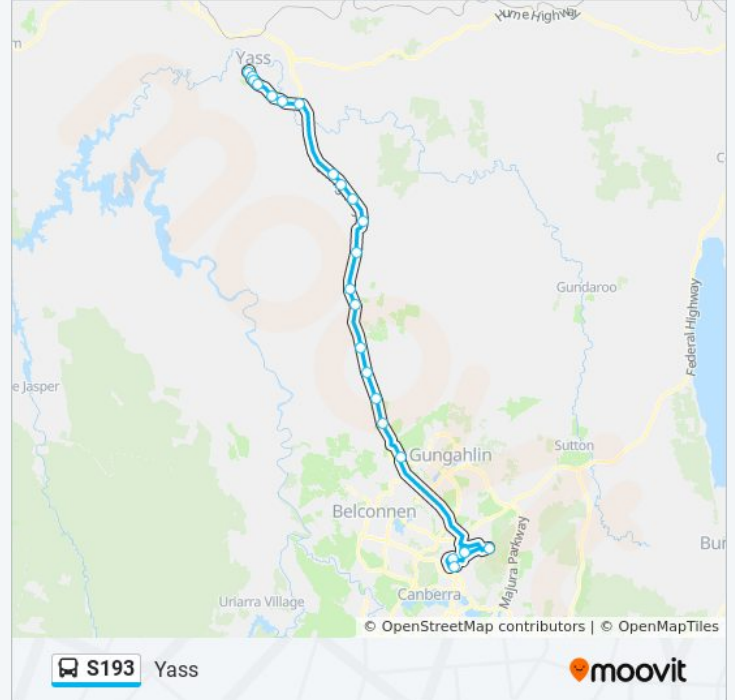 Hume Highway
m
Yass
C
Gundaroo
Federal Highway
e Jasper
Gungahlin
Sutton
Belconnen
Majura Parkway
Bur
Canberra
Uriarra Village
© OpenStreetMap contributors | © OpenMapTiles
S193 Yass
moovit